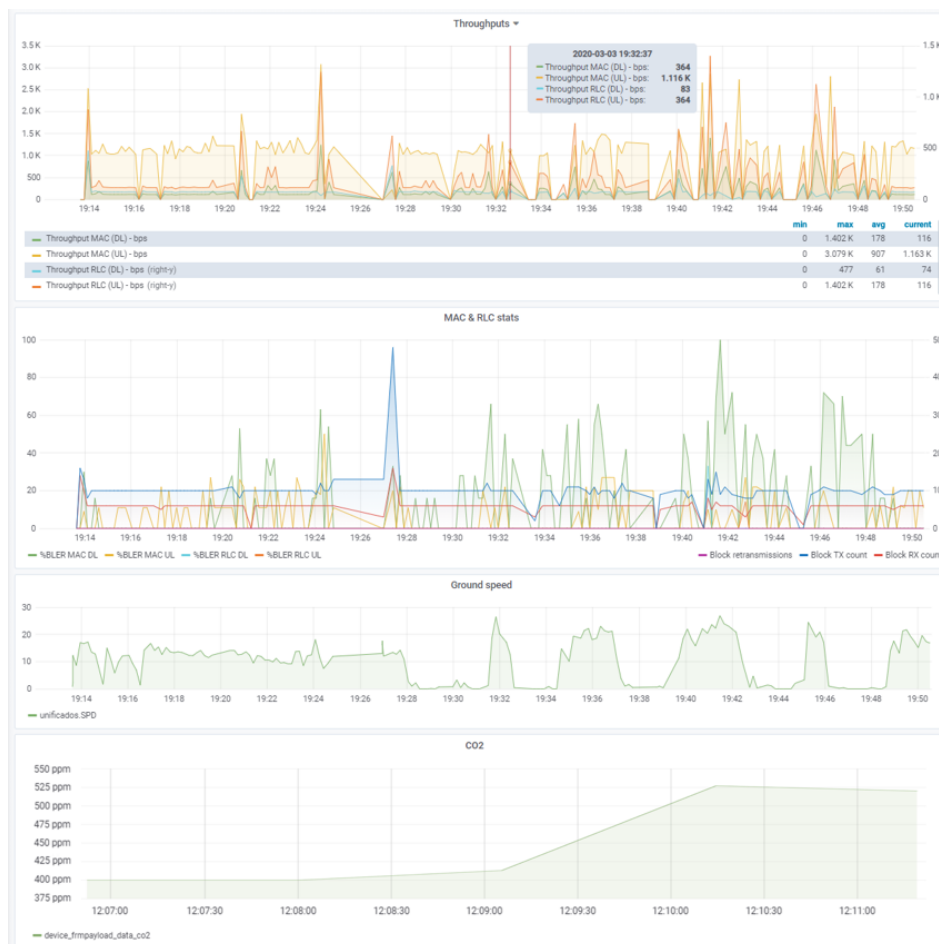 Throughputs
3.5 K
3.0 K
2.5 K
2.0 K
1.5 K
1.0 K
500
0
1.5 K
1.0 K
500
0
2020-03-03 19:32:37
Throughput MAC (DL) - bps: 364
Throughput MAC (UL) - bps: 1.116 K
Throughput RLC (DL) - bps: 83
Throughput RLC (UL) - bps: 364
19:14 19:16 19:18 19:20 19:22 19:24 19:26 19:28 19:30 19:32 19:34 19:36 19:38 19:40 19:42 19:44 19:46 19:48 19:50
min max avg current
Throughput MAC (DL) - bps 0 1.402 K 178 116
Throughput MAC (UL) - bps 0 3.079 K 907 1.163 K
Throughput RLC (DL) - bps (right-y) 0 477 61 74
Throughput RLC (UL) - bps (right-y) 0 1.402 K 178 116
MAC & RLC stats
100
80
60
40
20
0
19:14 19:16 19:18 19:20 19:22 19:24 19:26 19:28 19:30 19:32 19:34 19:36 19:38 19:40 19:42 19:44 19:46 19:48 19:50
%BLER MAC DL %BLER MAC UL %BLER RLC DL %BLER RLC UL Block retransmissions Block TX count Block RX coun
Ground speed
30
20
10
0
19:14 19:16 19:18 19:20 19:22 19:24 19:26 19:28 19:30 19:32 19:34 19:36 19:38 19:40 19:42 19:44 19:46 19:48 19:50
unificados.SPD
CO2
550 ppm
525 ppm
500 ppm
475 ppm
450 ppm
425 ppm
400 ppm
375 ppm
12:07:00 12:07:30 12:08:00 12:08:30 12:09:00 12:09:30 12:10:00 12:10:30 12:11:00
device_frmpayload_data_co2